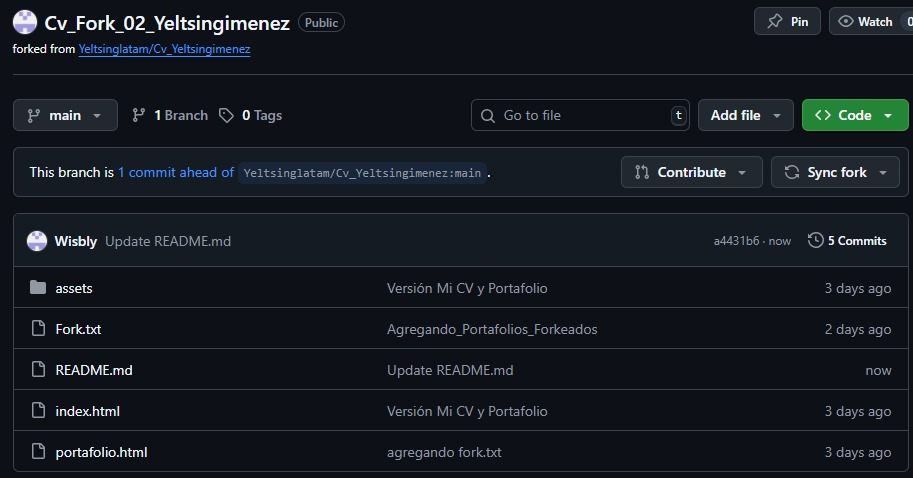 Cv_Fork_02_Yeltsingimenez Public Pin Watch 0
forked from Yeltsinglatam/Cv_Yeltsingimenez
main 1 Branch 0 Tags Go to file t Add file Code
This branch is 1 commit ahead of Yeltsinglatam/Cv_Yeltsingimenez:main . Contribute Sync fork
Wisbly Update README.md a4431b6 · now 5 Commits
assets Versión Mi CV y Portafolio 3 days ago
Fork.txt Agregando_Portafolios_Forkeados 2 days ago
README.md Update README.md now
index.html Versión Mi CV y Portafolio 3 days ago
portafolio.html agregando fork.txt 3 days ago